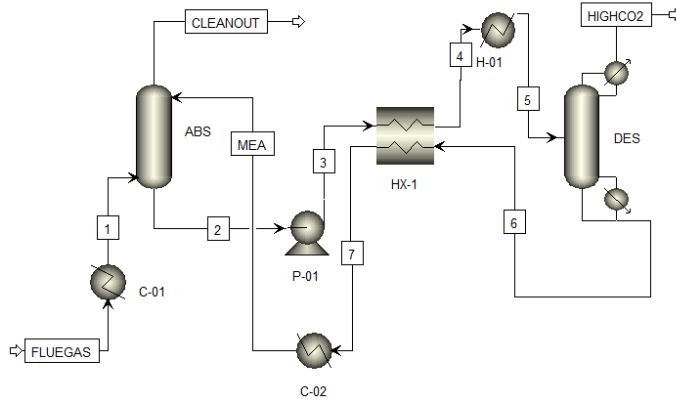 CLEANOUT
HIGHCO2
4
H-01
5
ABS
DES
MEA
3
HX-1
1
2
6
7
P-01
C-01
FLUEGAS
C-02